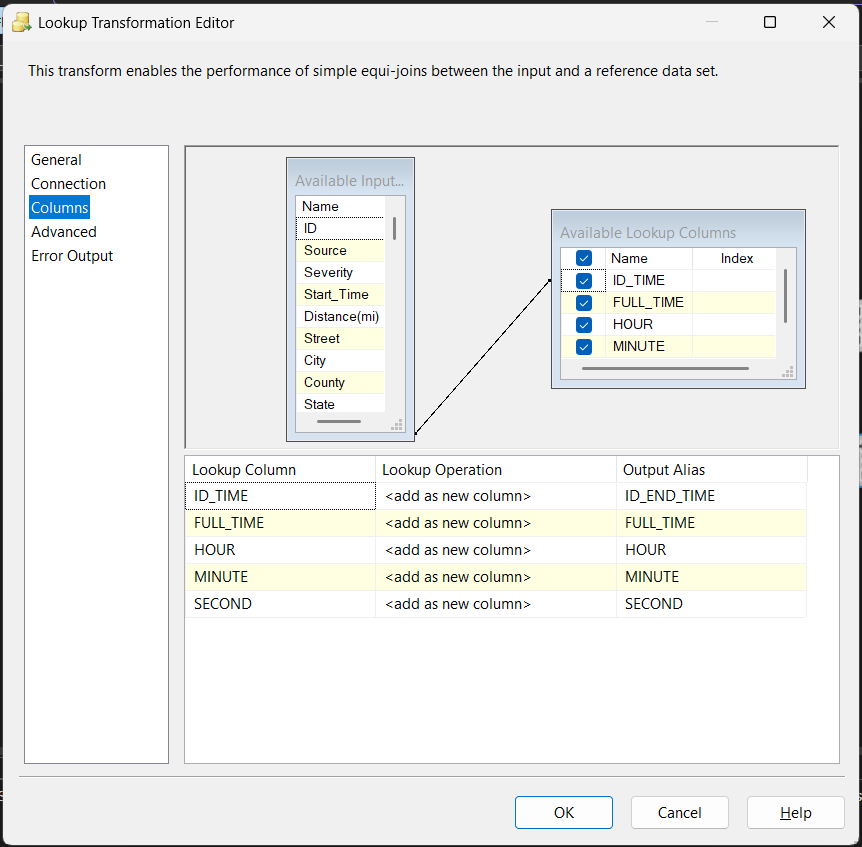 Lookup Transformation Editor
This transform enables the performance of simple equi-joins between the input and a reference data set.
General
Connection
Columns
Advanced
Error Output
Available Input...
Name
ID
Source
Severity
Start_Time
Distance(mi)
Street
City
County
State
Available Lookup Columns
Name Index
ID_TIME
FULL_TIME
HOUR
MINUTE
Lookup Column Lookup Operation Output Alias
ID_TIME <add as new column> ID_END_TIME
FULL_TIME <add as new column> FULL_TIME
HOUR <add as new column> HOUR
MINUTE <add as new column> MINUTE
SECOND <add as new column> SECOND
OK Cancel Help